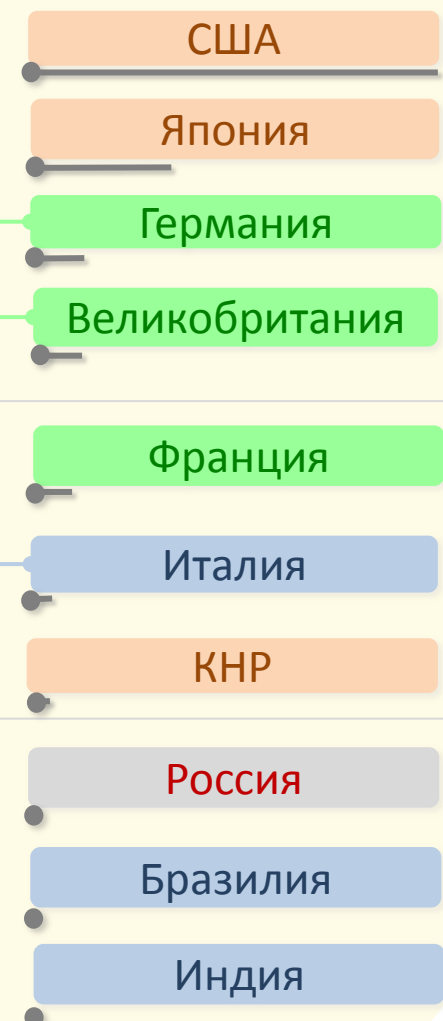 США
Япония
Германия
Великобритания
Франция
Италия
КНР
Россия
Бразилия
Индия